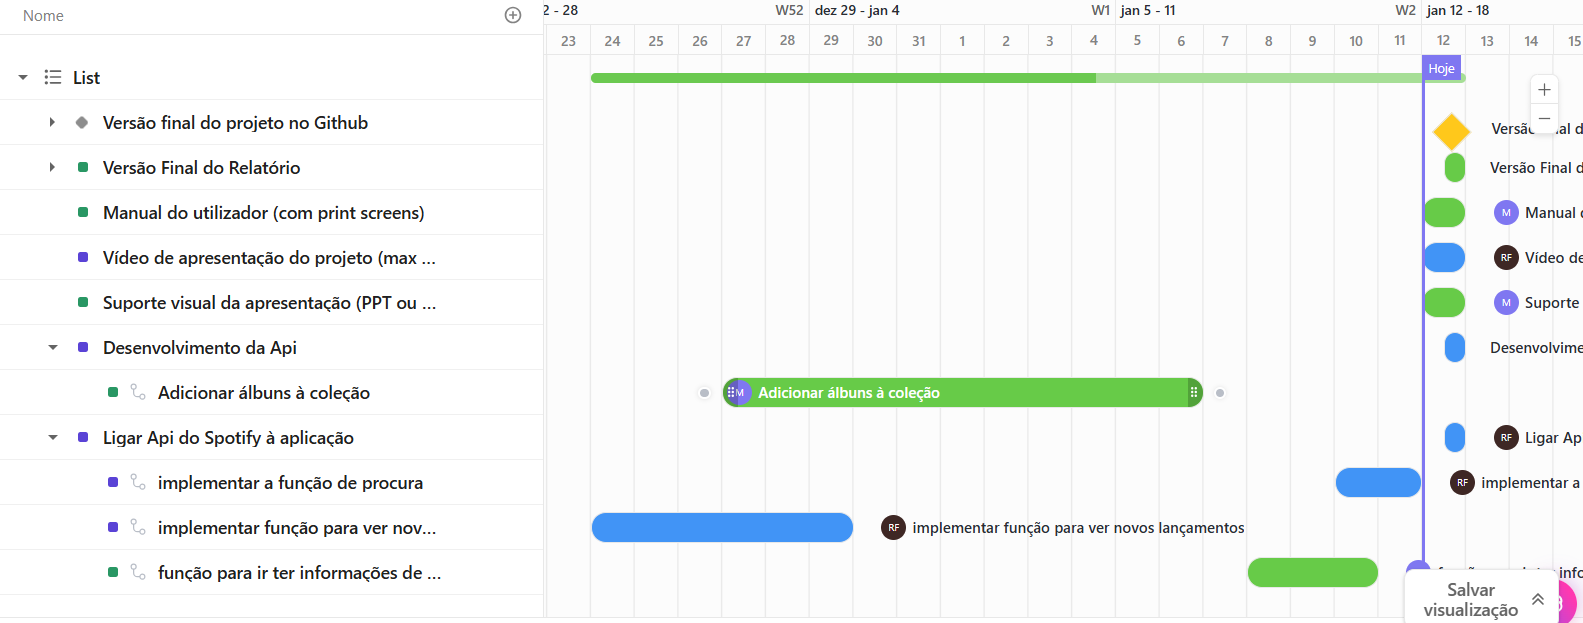 Nome
2 - 28 W52 dez 29 - jan 4 W1 jan 5 - 11 W2 jan 12 - 18
23 24 25 26 27 28 29 30 31 1 2 3 4 5 6 7 8 9 10 11 12 13 14 15
Hoje
List
Versão final do projeto no Github
Versão Final do Relatório Versão Final d
Manual do utilizador (com print screens) M Manual
Vídeo de apresentação do projeto (max ... RF Vídeo de
Suporte visual da apresentação (PPT ou ... M Suporte
Desenvolvimento da Api Desenvolvime
Adicionar álbuns à coleção M Adicionar álbuns à coleção
Ligar Api do Spotify à aplicação RF Ligar Ap
implementar a função de procura RF implementar a
implementar função para ver nov... RF implementar função para ver novos lançamentos
função para ir ter informações de ...
Salvar
visualização